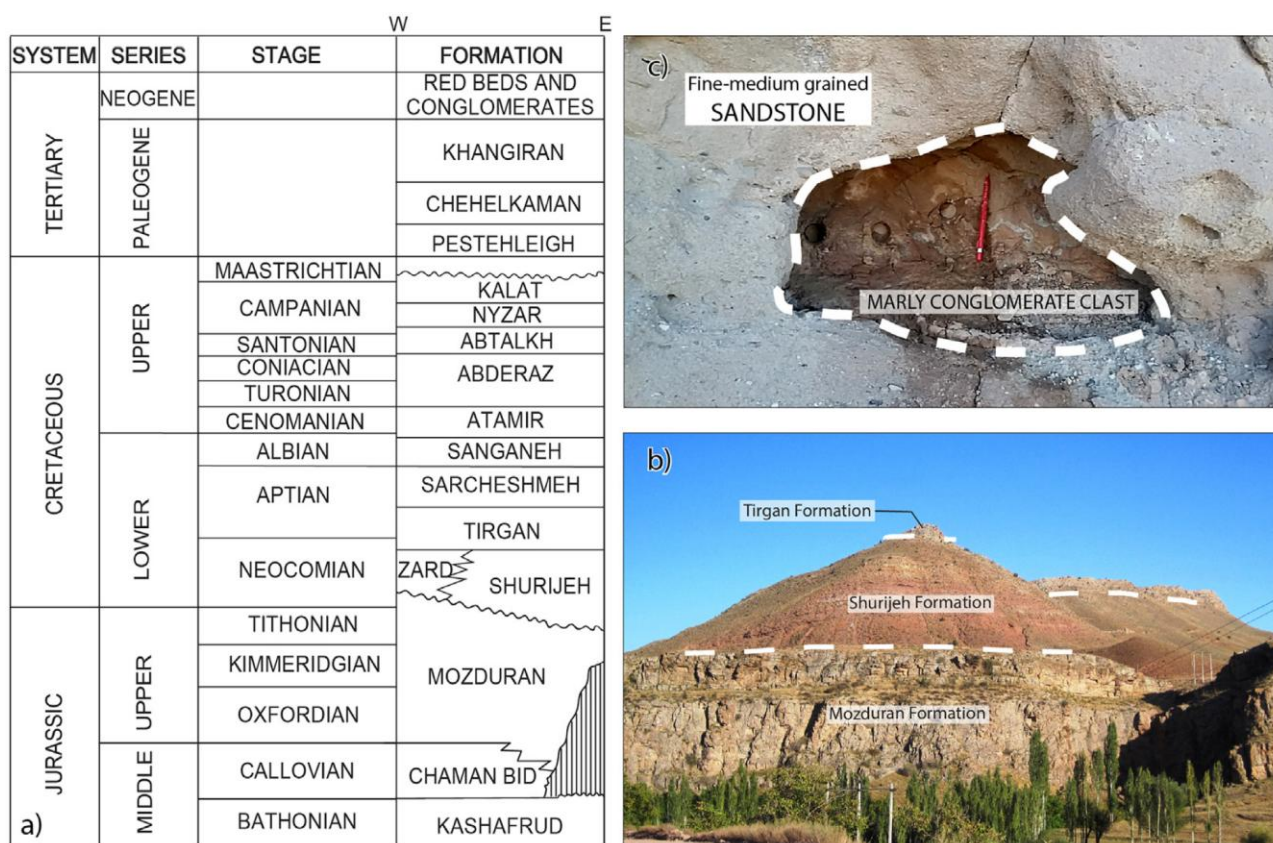 W E
SYSTEM SERIES STAGE FORMATION
TERTIARY
NEOGENE
RED BEDS AND
CONGLOMERATES
PALEOGENE
KHANGIRAN
CHEHELKAMAN
PESTEHLEIGH
CRETACEOUS
UPPER
MAASTRICHTIAN
CAMPANIAN
KALAT
NYZAR
SANTONIAN
ABTALKH
CONIACIAN
ABDERAZ
TURONIAN
CENOMANIAN
ATAMIR
LOWER
ALBIAN
SANGANEH
APTIAN
SARCHESHMEH
TIRGAN
NEOCOMIAN
ZARD
SHURIJEH
JURASSIC
UPPER
TITHONIAN
KIMMERIDGIAN
MOZDURAN
OXFORDIAN
MIDDLE
CALLOVIAN
CHAMAN BID
BATHONIAN
KASHAFRUD
a)
c)
Fine-medium grained
SANDSTONE
MARLY CONGLOMERATE CLAST
b)
Tirgan Formation
Shurijeh Formation
Mozduran Formation